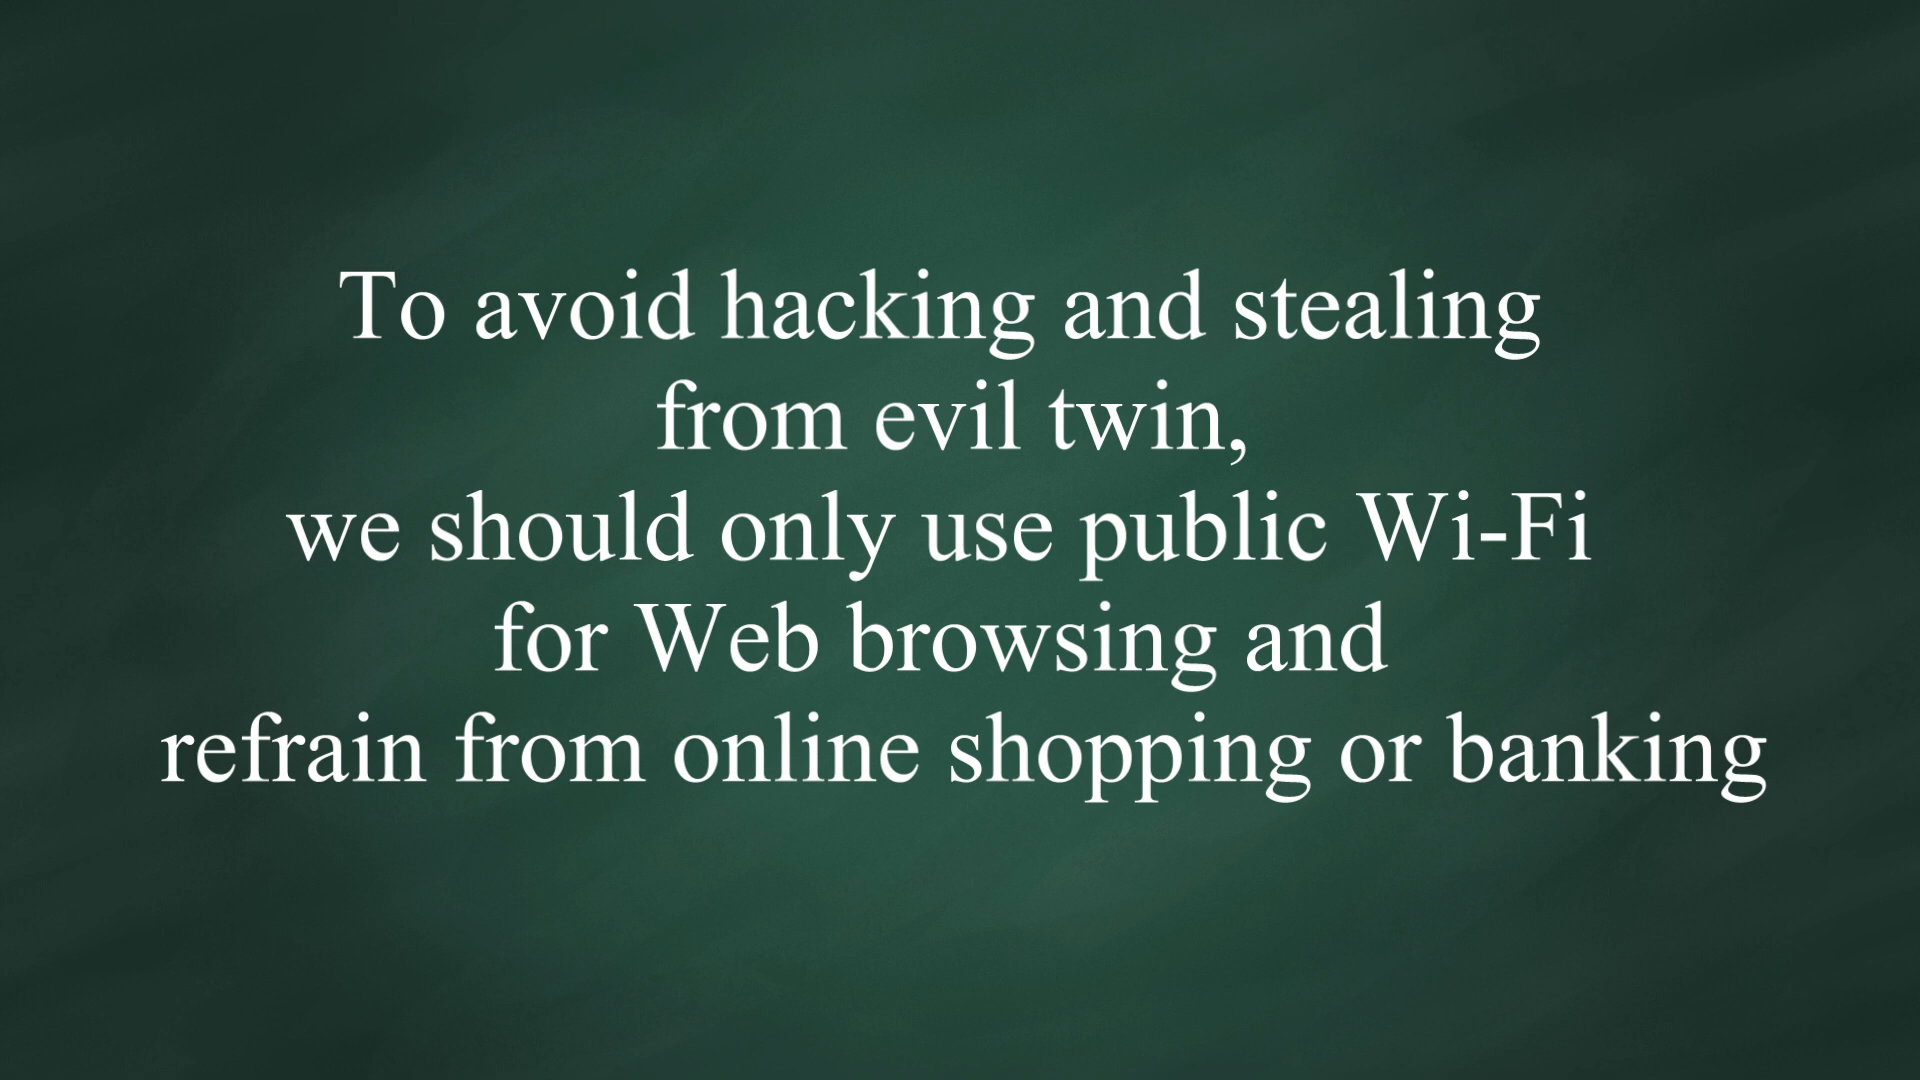 To avoid hacking and stealing
from evil twin,
we should only use public Wi-Fi
for Web browsing and
refrain from online shopping or banking